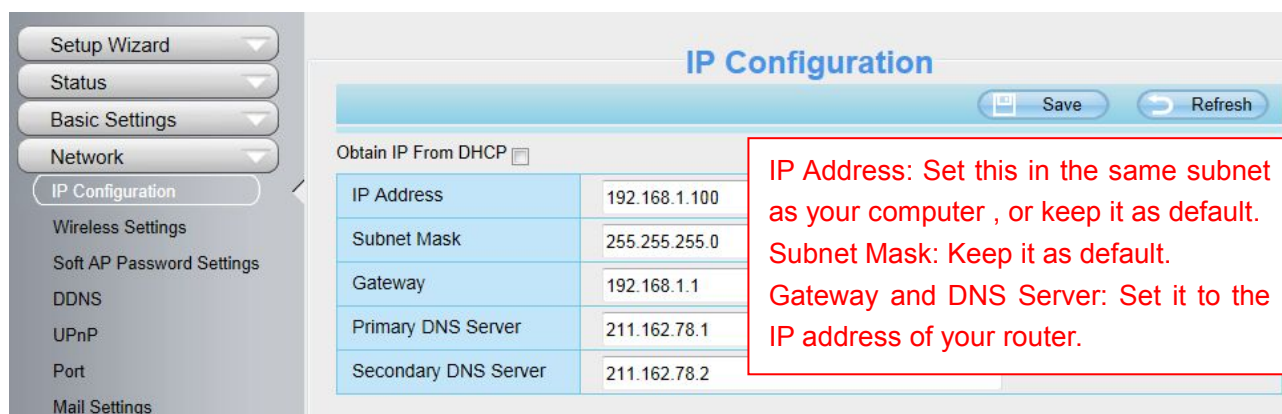 Setup Wizard
Status
Basic Settings
Network
IP Configuration
Wireless Settings
Soft AP Password Settings
DDNS
UPnP
Port
Mail Settings
IP Configuration
Save Refresh
Obtain IP From DHCP
IP Address 192.168.1.100
Subnet Mask 255.255.255.0
Gateway 192.168.1.1
Primary DNS Server 211.162.78.1
Secondary DNS Server 211.162.78.2
IP Address: Set this in the same subnet
as your computer , or keep it as default.
Subnet Mask: Keep it as default.
Gateway and DNS Server: Set it to the
IP address of your router.